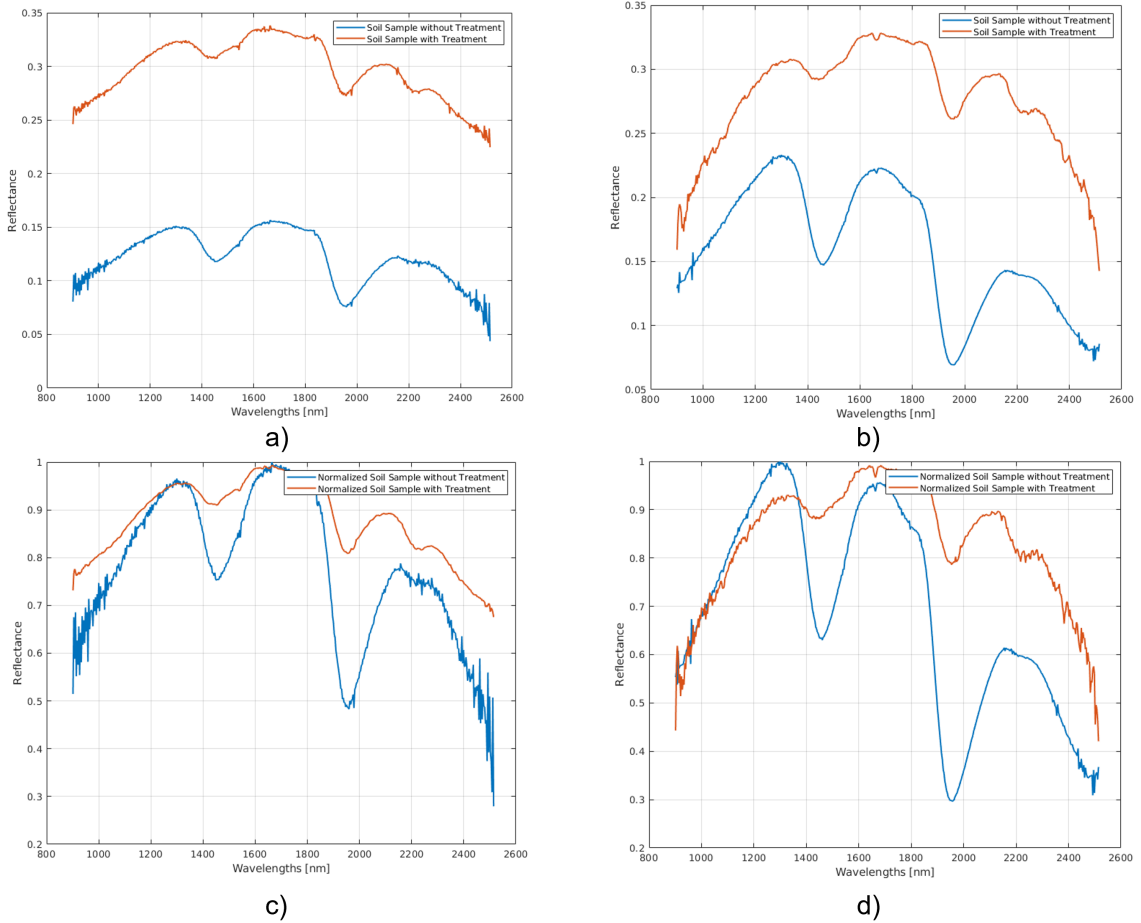 0.35
0.3
0.25
0.2
0.15
0.1
0.05
0
Reflectance
Soil Sample without Treatment
Soil Sample with Treatment
800 1000 1200 1400 1600 1800 2000 2200 2400 2600
Wavelengths [nm]
a)
0.35
0.3
0.25
0.2
0.15
0.1
0.05
Reflectance
Soil Sample without Treatment
Soil Sample with Treatment
800 1000 1200 1400 1600 1800 2000 2200 2400 2600
Wavelengths [nm]
b)
1
0.9
0.8
0.7
0.6
0.5
0.4
0.3
0.2
Reflectance
Normalized Soil Sample without Treatment
Normalized Soil Sample with Treatment
800 1000 1200 1400 1600 1800 2000 2200 2400 2600
Wavelengths [nm]
c)
1
0.9
0.8
0.7
0.6
0.5
0.4
0.3
0.2
Reflectance
Normalized Soil Sample without Treatment
Normalized Soil Sample with Treatment
800 1000 1200 1400 1600 1800 2000 2200 2400 2600
Wavelengths [nm]
d)